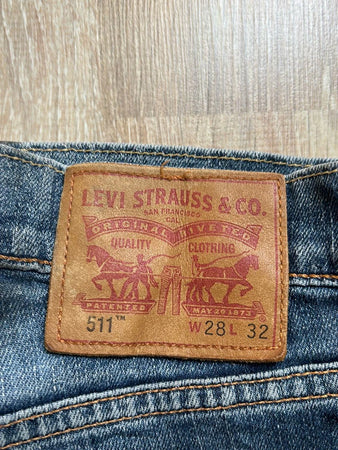 LEVI STRAUSS & CO.
SAN FRANCISCO
CAL.
ORIGINAL RIVETED
QUALITY CLOTHING
PATENTED MAY 20 1873
511™ W 28 L 32